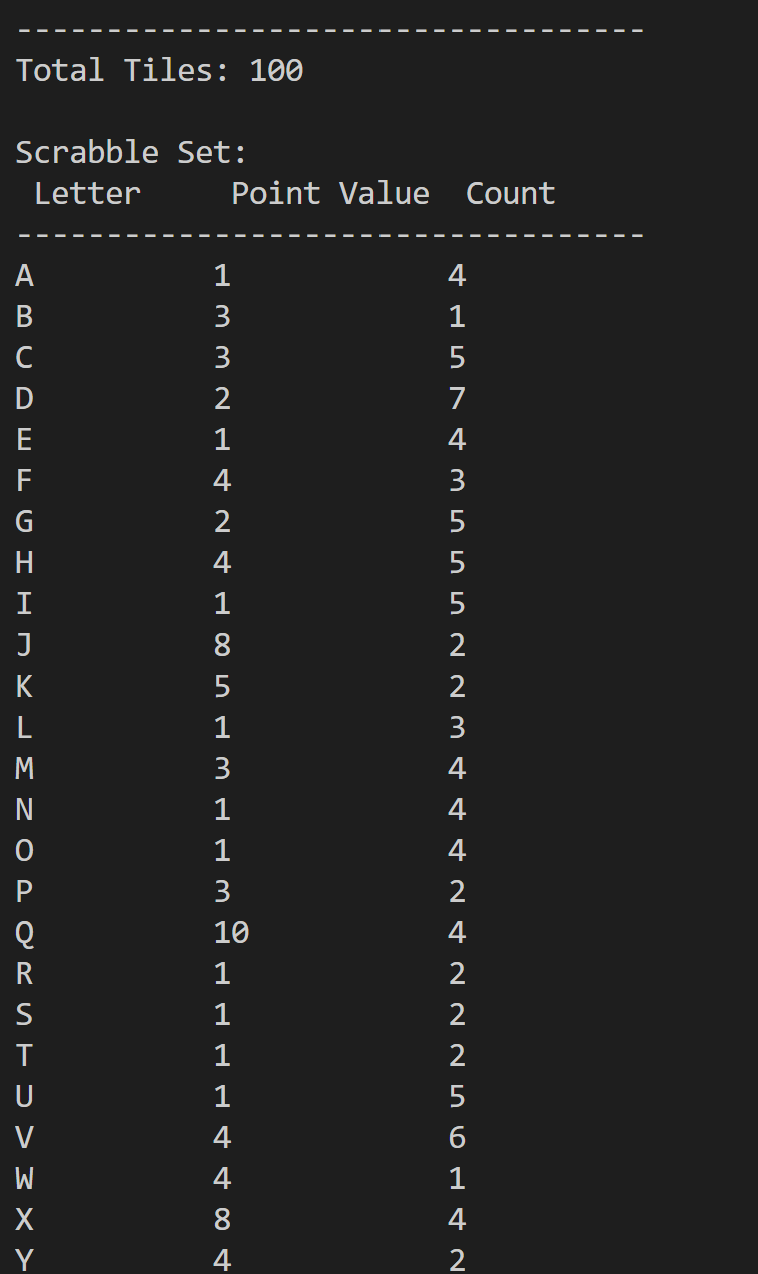 -----------------------------------
Total Tiles: 100
Scrabble Set:
Letter Point Value Count
-----------------------------------
A 1 4
B 3 1
C 3 5
D 2 7
E 1 4
F 4 3
G 2 5
H 4 5
I 1 5
J 8 2
K 5 2
L 1 3
M 3 4
N 1 4
O 1 4
P 3 2
Q 10 4
R 1 2
S 1 2
T 1 2
U 1 5
V 4 6
W 4 1
X 8 4
Y 4 2